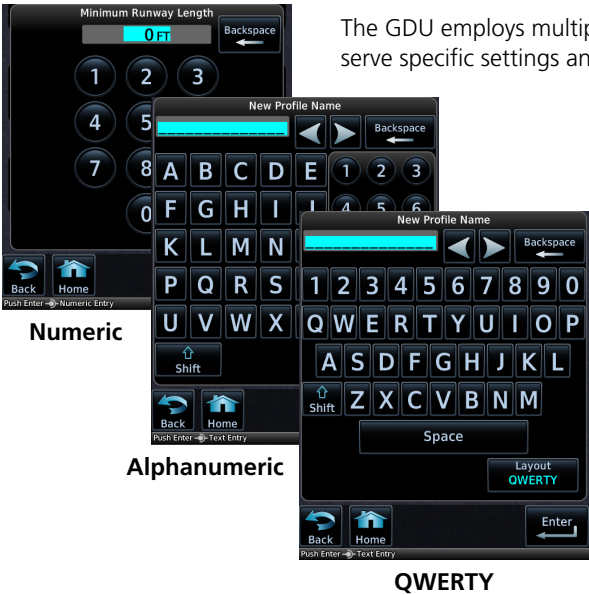 The GDU employs
serve specific settings
Minimum Runway Length
0 FT
Backspace
1 2 3
4 5
7 8
0
Back Home
Push Enter Numeric Entry
Numeric
New Profile Name
Backspace
A B C D E 1 2 3
F G H I J 4 5 6
K L M N
P Q R S
U V W X
Shift
Back Home
Push Enter Text Entry
Alphanumeric
New Profile Name
Backspace
1 2 3 4 5 6 7 8 9 0
Q W E R T Y U I O P
A S D F G H J K L
Shift Z X C V B N M
Space
Layout
QWERTY
Back Home Enter
Push Enter Text Entry
QWERTY